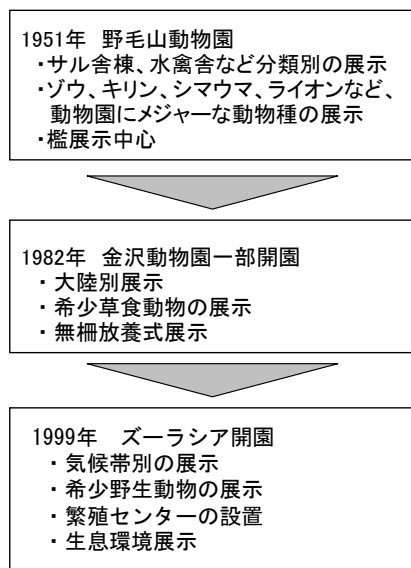 1951年 野毛山動物園
・サル舎棟、水禽舎など分類別の展示
・ゾウ、キリン、シマウマ、ライオンなど、
動物園にメジャーな動物種の展示
・檻展示中心
1982年 金沢動物園一部開園
・ 大陸別展示
・ 希少草食動物の展示
・ 無柵放養式展示
1999年 ズーラシア開園
・ 気候帯別の展示
・ 希少野生動物の展示
・ 繁殖センターの設置
・ 生息環境展示